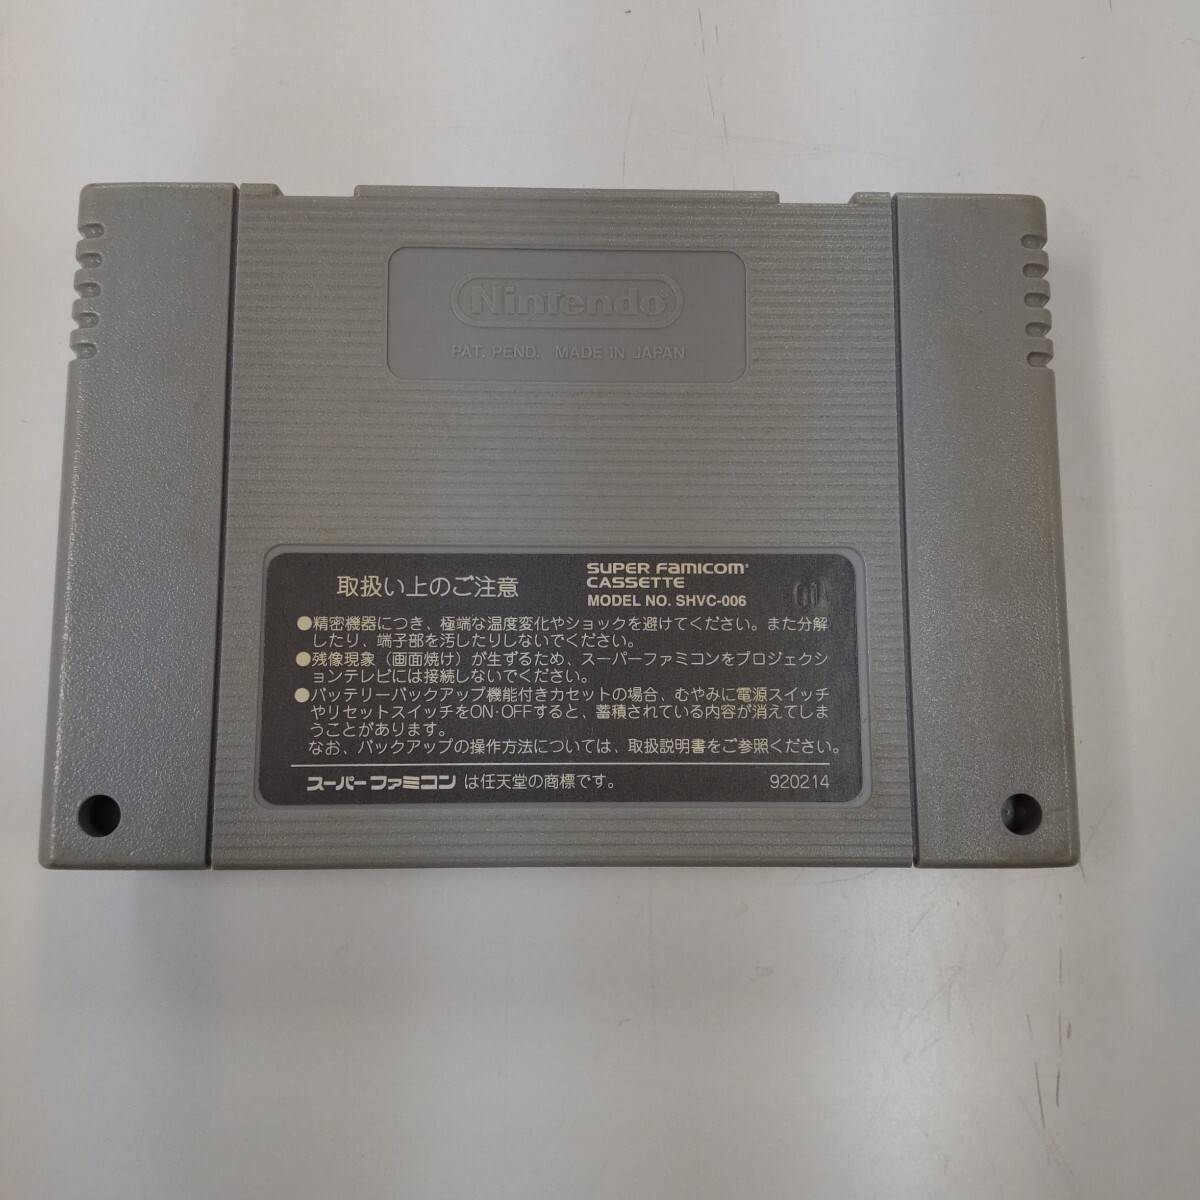 Nintendo
PAT. PEND. MADE IN JAPAN
取扱い上のご注意
SUPER FAMICOM
CASSETTE
MODEL NO. SHVC-006
●精密機器につき、極端な温度変化やショックを避けてください。また分解
したり、端子部を汚したりしないでください。
●残像現象（画面焼け）が生ずるため、スーパーファミコンをプロジェクシ
ョンテレビには接続しないでください。
●バッテリーバックアップ機能付きカセットの場合、むやみに電源スイッチ
やリセットスイッチをON・OFFすると、蓄積されている内容が消えてしま
うことがあります。
なお、バックアップの操作方法については、取扱説明書をご参照ください。
スーパーファミコン は任天堂の商標です。
920214